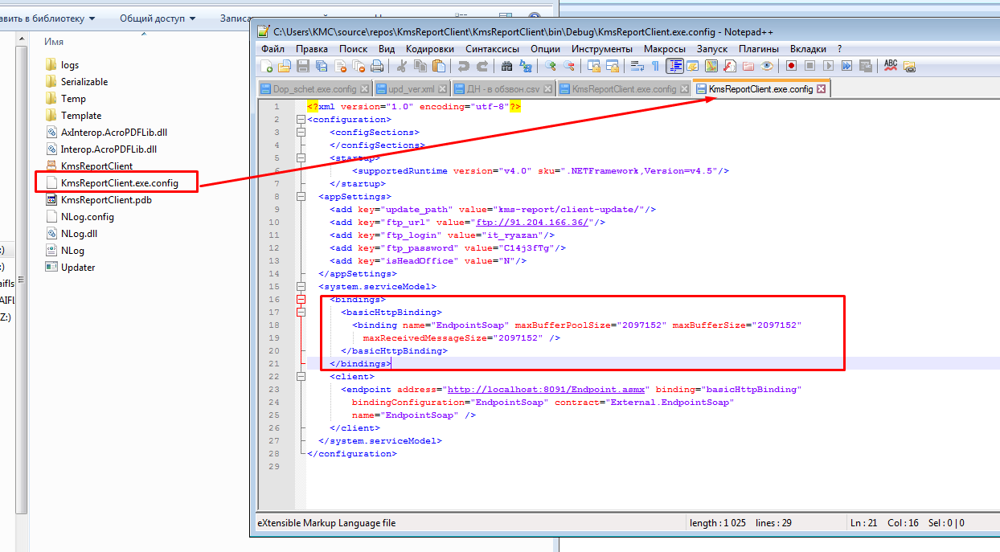 авить в библиотеку ▼ Общий доступ ▼ Записа
Имя
logs
Serializable
Temp
Template
AxInterop.AcroPDFLib.dll
Interop.AcroPDFLib.dll
KmsReportClient
KmsReportClient.exe.config
KmsReportClient.pdb
NLog.config
NLog.dll
NLog
Updater
:)
:)
aifls
AIFL
Z:)
C:\Users\KMC\source\repos\KmsReportClient\KmsReportClient\bin\Debug\KmsReportClient.exe.config - Notepad++
Файл Правка Поиск Вид Кодировки Синтаксисы Опции Инструменты Макросы Запуск Плагины Вкладки ?
Dop_schet.exe.config upd_ver.xml ДН - в обзвон.csv KmsReportClient.exe.config KmsReportClient.exe.config
1 <?xml version="1.0" encoding="utf-8"?>
2 <configuration>
3 <configSections>
4 </configSections>
5 <startup>
6 <supportedRuntime version="v4.0" sku=".NETFramework,Version=v4.5"/>
7 </startup>
8 <appSettings>
9 <add key="update_path" value="kms-report/client-update/"/>
10 <add key="ftp_url" value="ftp://91.204.166.36/"/>
11 <add key="ftp_login" value="it_ryazan"/>
12 <add key="ftp_password" value="C14j3fTg"/>
13 <add key="isHeadOffice" value="N"/>
14 </appSettings>
15 <system.serviceModel>
16 <bindings>
17 <basicHttpBinding>
18 <binding name="EndpointSoap" maxBufferPoolSize="2097152" maxBufferSize="2097152"
19 maxReceivedMessageSize="2097152" />
20 </basicHttpBinding>
21 </bindings>
22 <client>
23 <endpoint address="http://localhost:8091/Endpoint.asmx" binding="basicHttpBinding"
24 bindingConfiguration="EndpointSoap" contract="External.EndpointSoap"
25 name="EndpointSoap" />
26 </client>
27 </system.serviceModel>
28 </configuration>
29
eXtensible Markup Language file length : 1 025 lines : 29 Ln : 21 Col : 16 Sel : 0 | 0